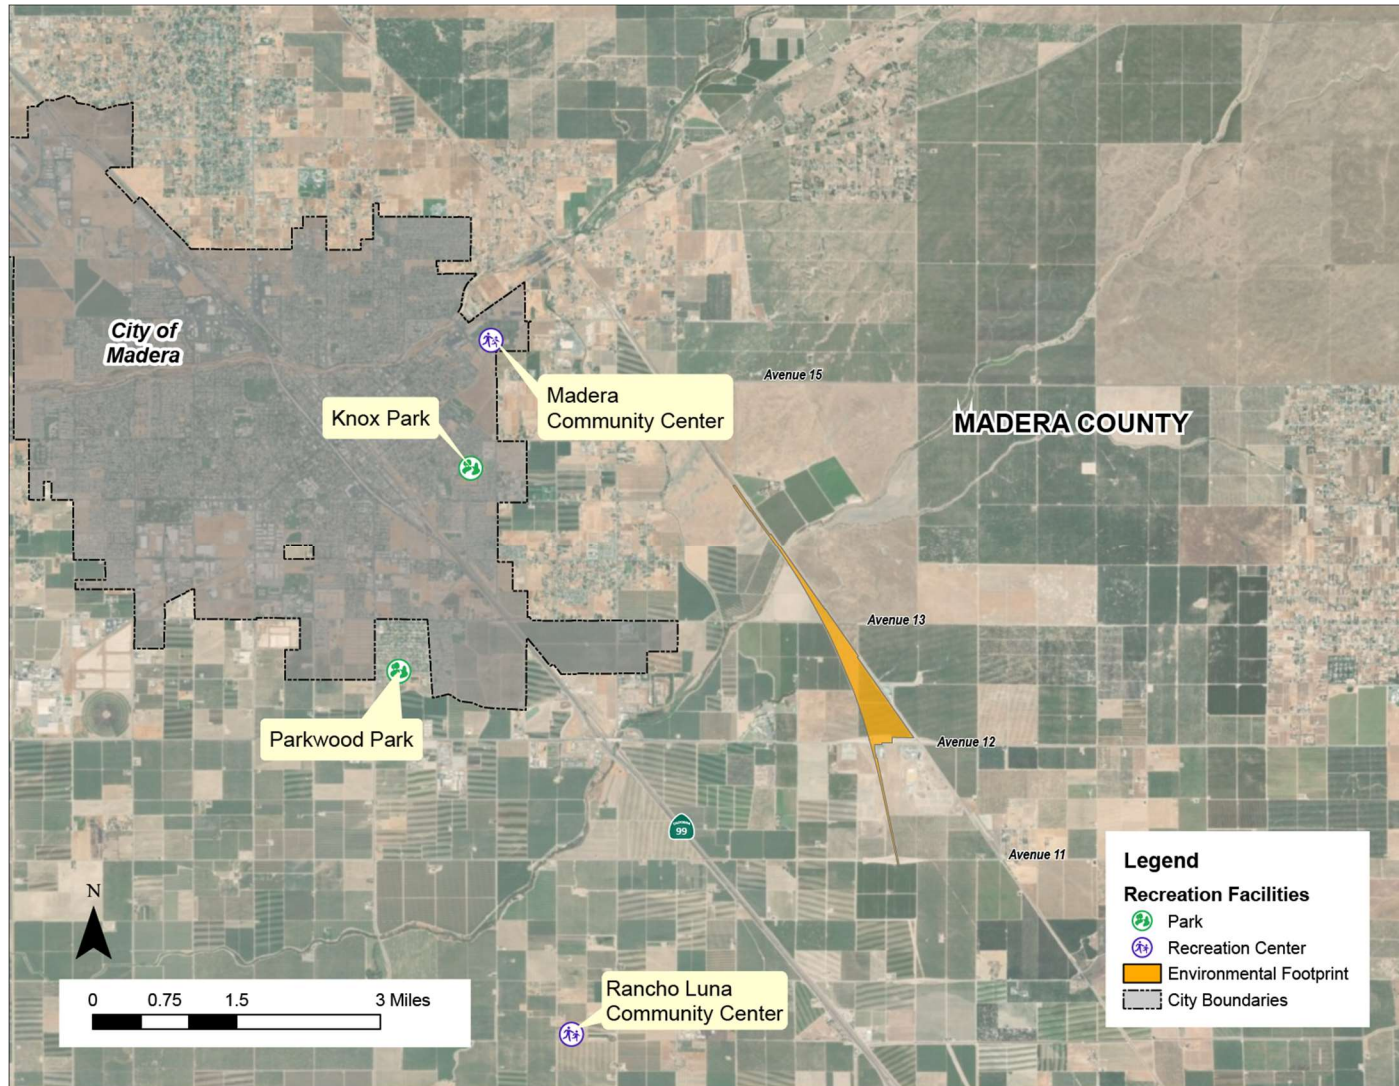 City of
Madera
Madera
Community Center
Knox Park
Avenue 15
MADERA COUNTY
Avenue 13
Parkwood Park
Avenue 12
99
Avenue 11
Rancho Luna
Community Center
N
0 0.75 1.5 3 Miles
Legend
Recreation Facilities
Park
Recreation Center
Environmental Footprint
City Boundaries